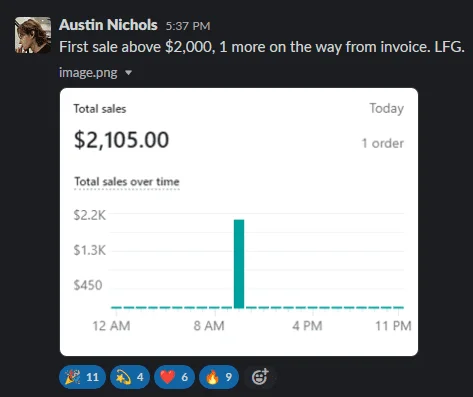 Austin Nichols 5:37 PM
First sale above $2,000, 1 more on the way from invoice. LFG.
image.png
Total sales Today
$2,105.00 1 order
Total sales over time
$2.2K
$1.3K
$450
12 AM 8 AM 4 PM 11 PM
11 4 6 9